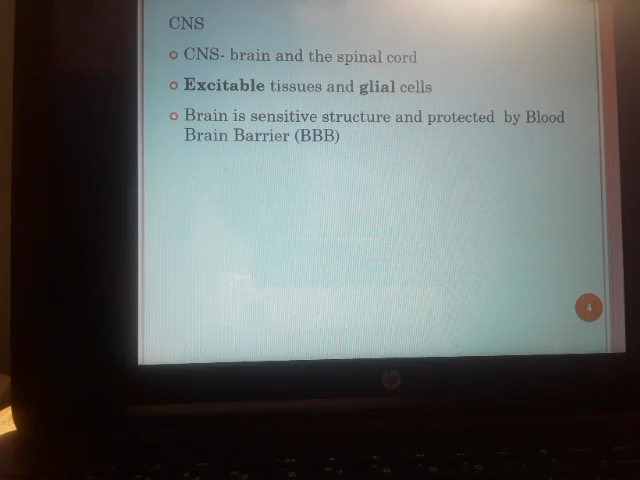 CNS
CNS- brain and the spinal cord
Excitable tissues and glial cells
Brain is sensitive structure and protected by Blood
Brain Barrier (BBB)
4
hp